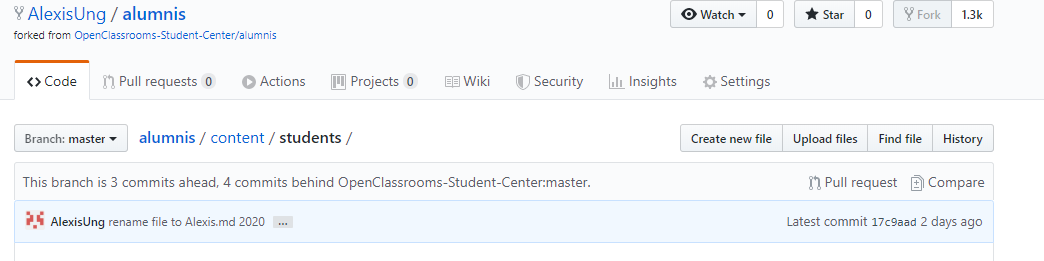 AlexisUng / alumnis Watch 0 Star 0 Fork 1.3k
forked from OpenClassrooms-Student-Center/alumnis
Code Pull requests 0 Actions Projects 0 Wiki Security Insights Settings
Branch: master alumnis / content / students / Create new file Upload files Find file History
This branch is 3 commits ahead, 4 commits behind OpenClassrooms-Student-Center:master. Pull request Compare
AlexisUng rename file to Alexis.md 2020 ... Latest commit 17c9aad 2 days ago